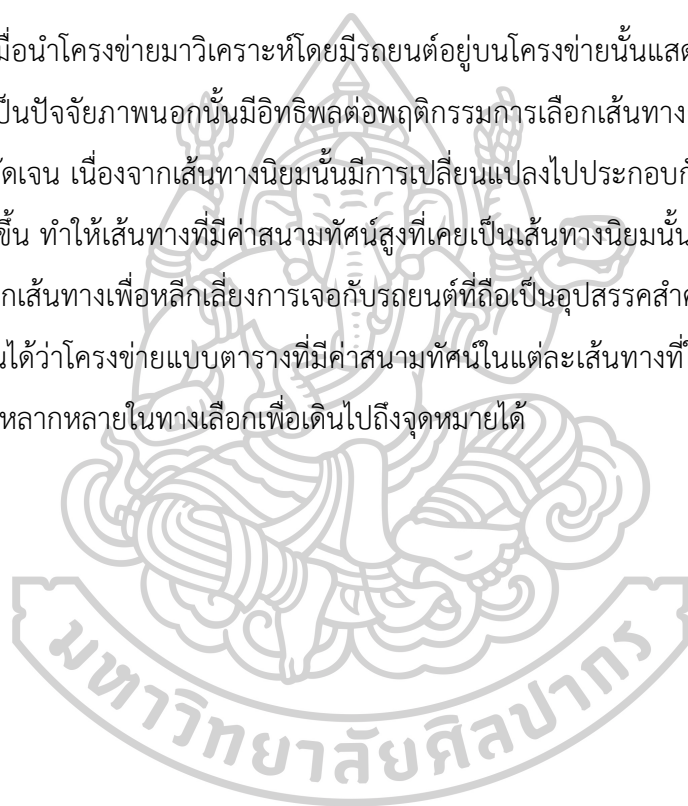 มื่อนำโครงข่ายมาวิเคราะห์โดยมีรถยนต์อยู่บนโครงข่ายนั้นแสด
ป็นปัจจัยภาพนอกนั้นมีอิทธิพลต่อพฤติกรรมการเลือกเส้นทาง
ัดเจน เนื่องจากเส้นทางนิยมนั้นมีการเปลี่ยนแปลงไปประกอบกั
ขึ้น ทำให้เส้นทางที่มีค่าสนามทัศน์สูงที่เคยเป็นเส้นทางนิยมนั้น
กเส้นทางเพื่อหลีกเลี่ยงการเจอกับรถยนต์ที่ถือเป็นอุปสรรคสำค
นได้ว่าโครงข่ายแบบตารางที่มีค่าสนามทัศน์ในแต่ละเส้นทางที่ใ
หลากหลายในทางเลือกเพื่อเดินไปถึงจุดหมายได้
มหาวิทยาลัยศิลปากร